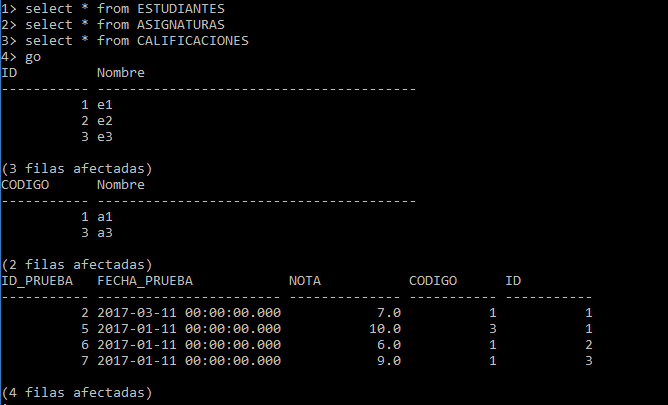 1> select * from ESTUDIANTES
2> select * from ASIGNATURAS
3> select * from CALIFICACIONES
4> go
ID          Nombre
----------- ----------------------------------------
          1 e1
          2 e2
          3 e3

(3 filas afectadas)
CODIGO      Nombre
----------- ----------------------------------------
          1 a1
          3 a3

(2 filas afectadas)
ID_PRUEBA   FECHA_PRUEBA            NOTA           CODIGO      ID
----------- ----------------------- -------------- ----------- -----------
          2 2017-03-11 00:00:00.000            7.0           1           1
          5 2017-01-11 00:00:00.000           10.0           3           1
          6 2017-01-11 00:00:00.000            6.0           1           2
          7 2017-01-11 00:00:00.000            9.0           1           3

(4 filas afectadas)